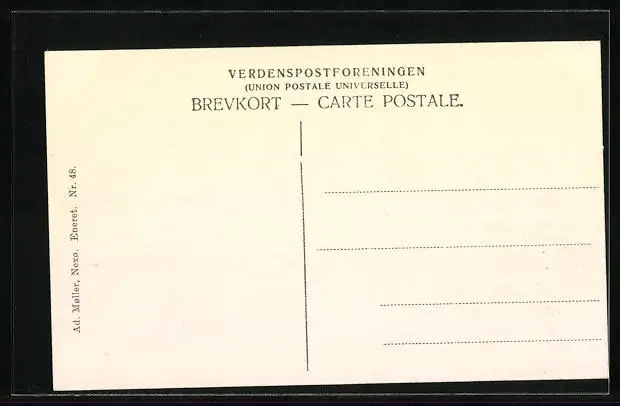 VERDENSPOSTFORENINGEN
(UNION POSTALE UNIVERSELLE)
BREVKORT — CARTE POSTALE.
Ad. Møller, Nexø. Eneret. Nr. 48.